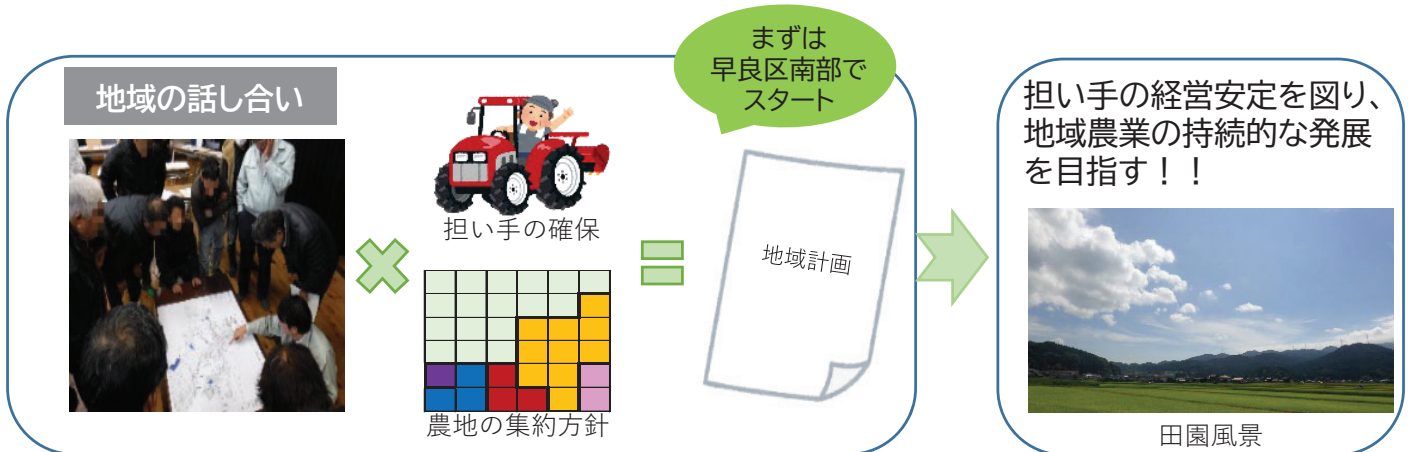 まずは
早良区南部で
スタート
地域の話し合い
担い手の確保
農地の集約方針
地域計画
担い手の経営安定を図り、
地域農業の持続的な発展
を目指す！！
田園風景